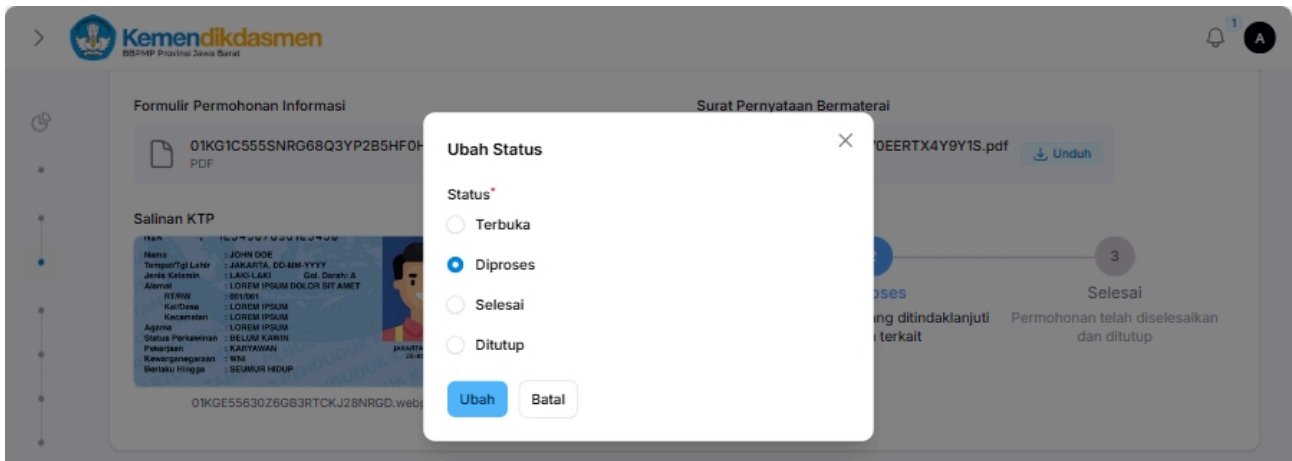 Kemendikdasmen
BBPMP Provinsi Jawa Barat
1
A
Formulir Permohonan Informasi
Surat Pernyataan Bermaterai
01KG1C555SNRG68Q3YP2B5HF0H
PDF
0EERTX4Y9Y1S.pdf
Unduh
Ubah Status
Status*
Terbuka
Diproses
Selesai
Ditutup
Ubah
Batal
Salinan KTP
Nama : JOHN DOE
Tempat/Tgl Lahir : JAKARTA, DD-MM-YYYY
Jenis Kelamin : LAKI-LAKI Gol. Darah: A
Alamat : LOREM IPSUM DOLOR SIT AMET
RT/RW : 001/001
Kel/Desa : LOREM IPSUM
Kecamatan : LOREM IPSUM
Agama : LOREM IPSUM
Status Perkawinan : BELUM KAWIN
Pekerjaan : KARYAWAN
Kewarganegaraan : WNI
Berlaku Hingga : SEUMUR HIDUP
JAKARTA
01KGE55630Z6GB3RTCKJ28NRGD.webp
3
Selesai
ang ditindaklanjuti
terkait
Permohonan telah diselesaikan
dan ditutup